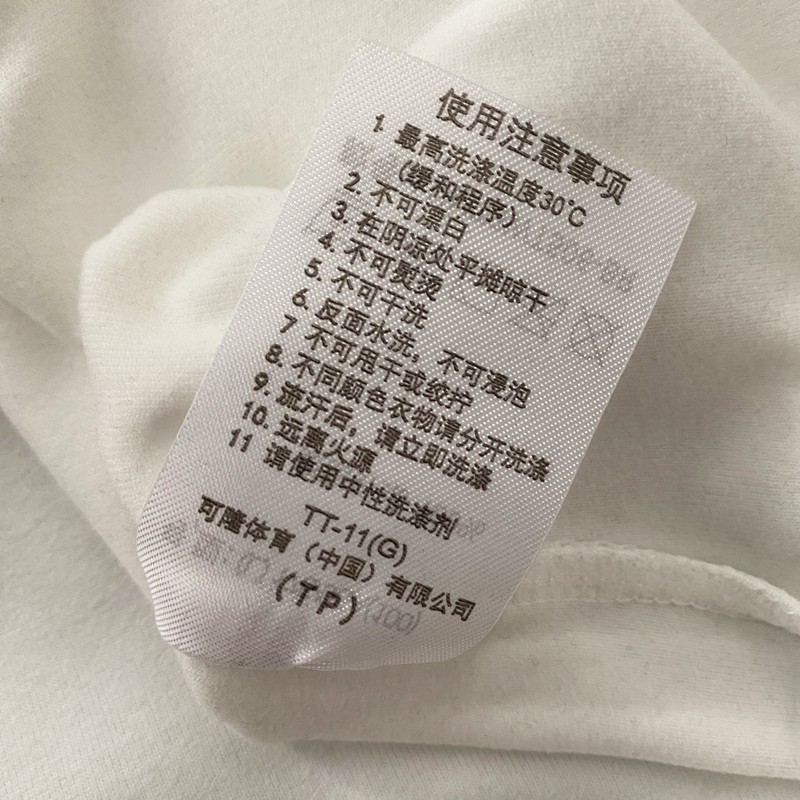 使用注意事项
1. 最高洗涤温度30℃
(缓和程序)
2. 不可漂白
3. 在阴凉处平摊晾干
4. 不可熨烫
5. 不可干洗
6. 反面水洗，不可浸泡
7 不可甩干或绞拧
8. 不同颜色衣物请分开洗涤
9. 流汗后，请立即洗涤
10. 远离火源
11 请使用中性洗涤剂
TT-11(G)
可隆体育（中国）有限公司
(TP)